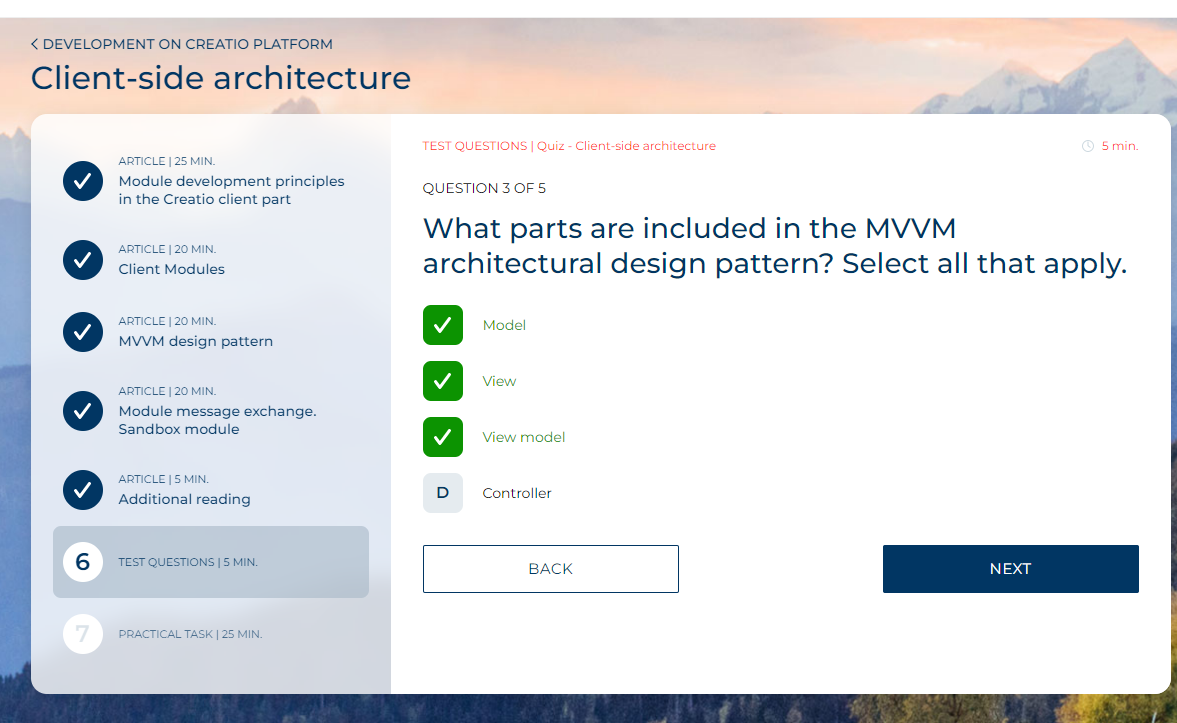 DEVELOPMENT ON CREATIO PLATFORM
Client-side architecture
ARTICLE | 25 MIN.
Module development principles
in the Creatio client part
ARTICLE | 20 MIN.
Client Modules
ARTICLE | 20 MIN.
MVVM design pattern
ARTICLE | 20 MIN.
Module message exchange.
Sandbox module
ARTICLE | 5 MIN.
Additional reading
6
TEST QUESTIONS | 5 MIN.
7
PRACTICAL TASK | 25 MIN.
TEST QUESTIONS | Quiz - Client-side architecture
5 min.
QUESTION 3 OF 5
What parts are included in the MVVM
architectural design pattern? Select all that apply.
Model
View
View model
D
Controller
BACK
NEXT